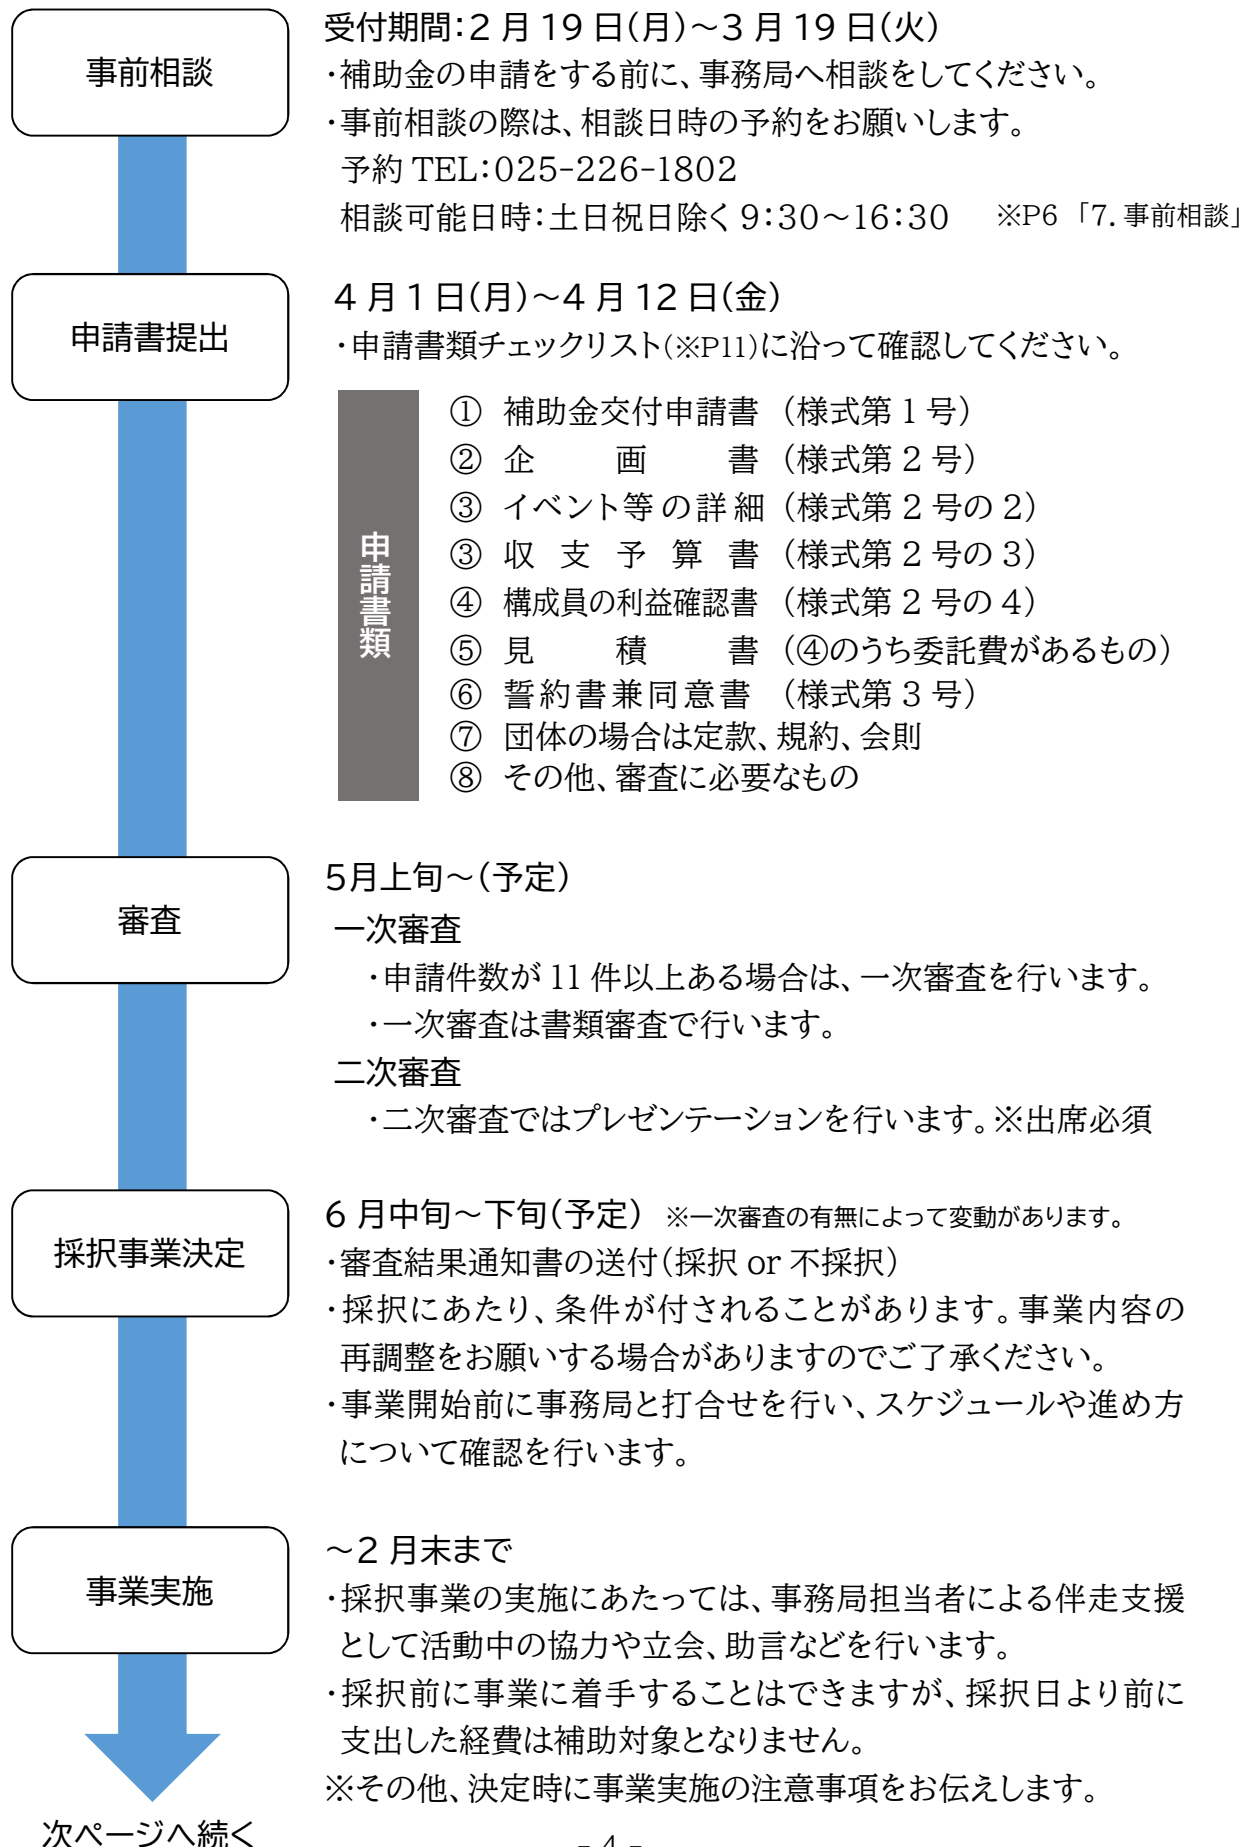 事前相談
受付期間：2月19日(月)～3月19日(火)
・補助金の申請をする前に、事務局へ相談をしてください。
・事前相談の際は、相談日時の予約をお願いします。
予約 TEL：025-226-1802
相談可能日時：土日祝日除く 9：30～16：30　※P6「7．事前相談」
申請書提出
4月1日(月)～4月12日(金)
・申請書類チェックリスト(※P11)に沿って確認してください。
申請書類
① 補助金交付申請書（様式第1号）
② 企画書（様式第2号）
③ イベント等の詳細（様式第2号の2）
③ 収支予算書（様式第2号の3）
④ 構成員の利益確認書（様式第2号の4）
⑤ 見積書（④のうち委託費があるもの）
⑥ 誓約書兼同意書（様式第3号）
⑦ 団体の場合は定款、規約、会則
⑧ その他、審査に必要なもの
審査
5月上旬～(予定)
一次審査
・申請件数が11件以上ある場合は、一次審査を行います。
・一次審査は書類審査で行います。
二次審査
・二次審査ではプレゼンテーションを行います。※出席必須
採択事業決定
6月中旬～下旬(予定)　※一次審査の有無によって変動があります。
・審査結果通知書の送付（採択 or 不採択）
・採択にあたり、条件が付されることがあります。事業内容の
再調整をお願いする場合がありますのでご了承ください。
・事業開始前に事務局と打合せを行い、スケジュールや進め方
について確認を行います。
事業実施
～2月末まで
・採択事業の実施にあたっては、事務局担当者による伴走支援
として活動中の協力や立会、助言などを行います。
・採択前に事業に着手することはできますが、採択日より前に
支出した経費は補助対象となりません。
※その他、決定時に事業実施の注意事項をお伝えします。
次ページへ続く
- 4 -